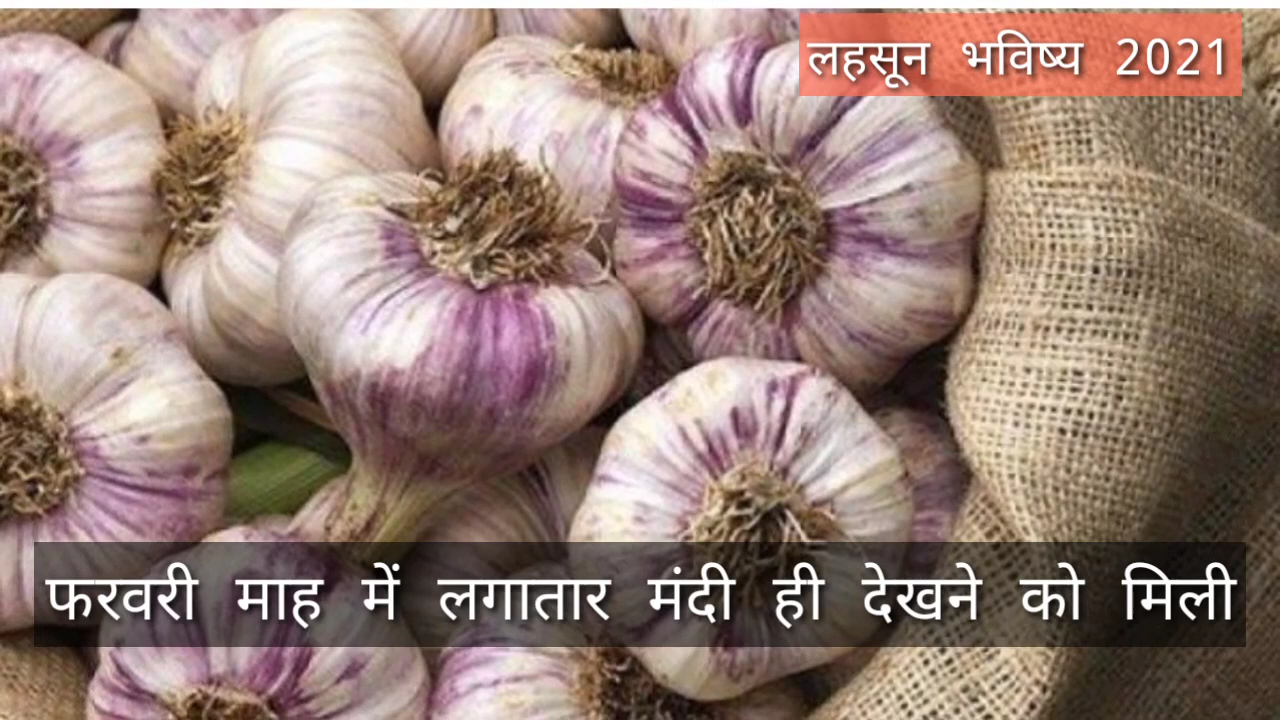 लहसून भविष्य 2021
फरवरी माह में लगातार मंदी ही देखने को मिली